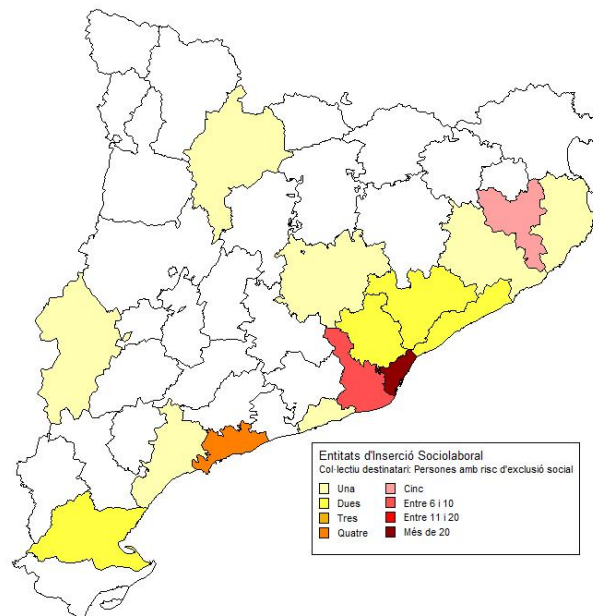 Entitats d'Inserció Sociolaboral
Col·lectiu destinatari: Persones amb risc d'exclusió social
Una
Dues
Tres
Quatre
Cinc
Entre 6 i 10
Entre 11 i 20
Més de 20